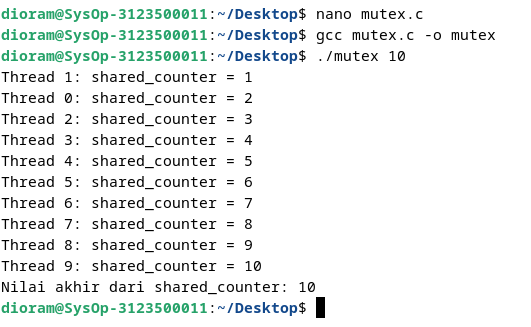 dioram@SysOp-3123500011:~/Desktop$ nano mutex.c
dioram@SysOp-3123500011:~/Desktop$ gcc mutex.c -o mutex
dioram@SysOp-3123500011:~/Desktop$ ./mutex 10
Thread 1: shared_counter = 1
Thread 0: shared_counter = 2
Thread 2: shared_counter = 3
Thread 3: shared_counter = 4
Thread 4: shared_counter = 5
Thread 5: shared_counter = 6
Thread 6: shared_counter = 7
Thread 7: shared_counter = 8
Thread 8: shared_counter = 9
Thread 9: shared_counter = 10
Nilai akhir dari shared_counter: 10
dioram@SysOp-3123500011:~/Desktop$